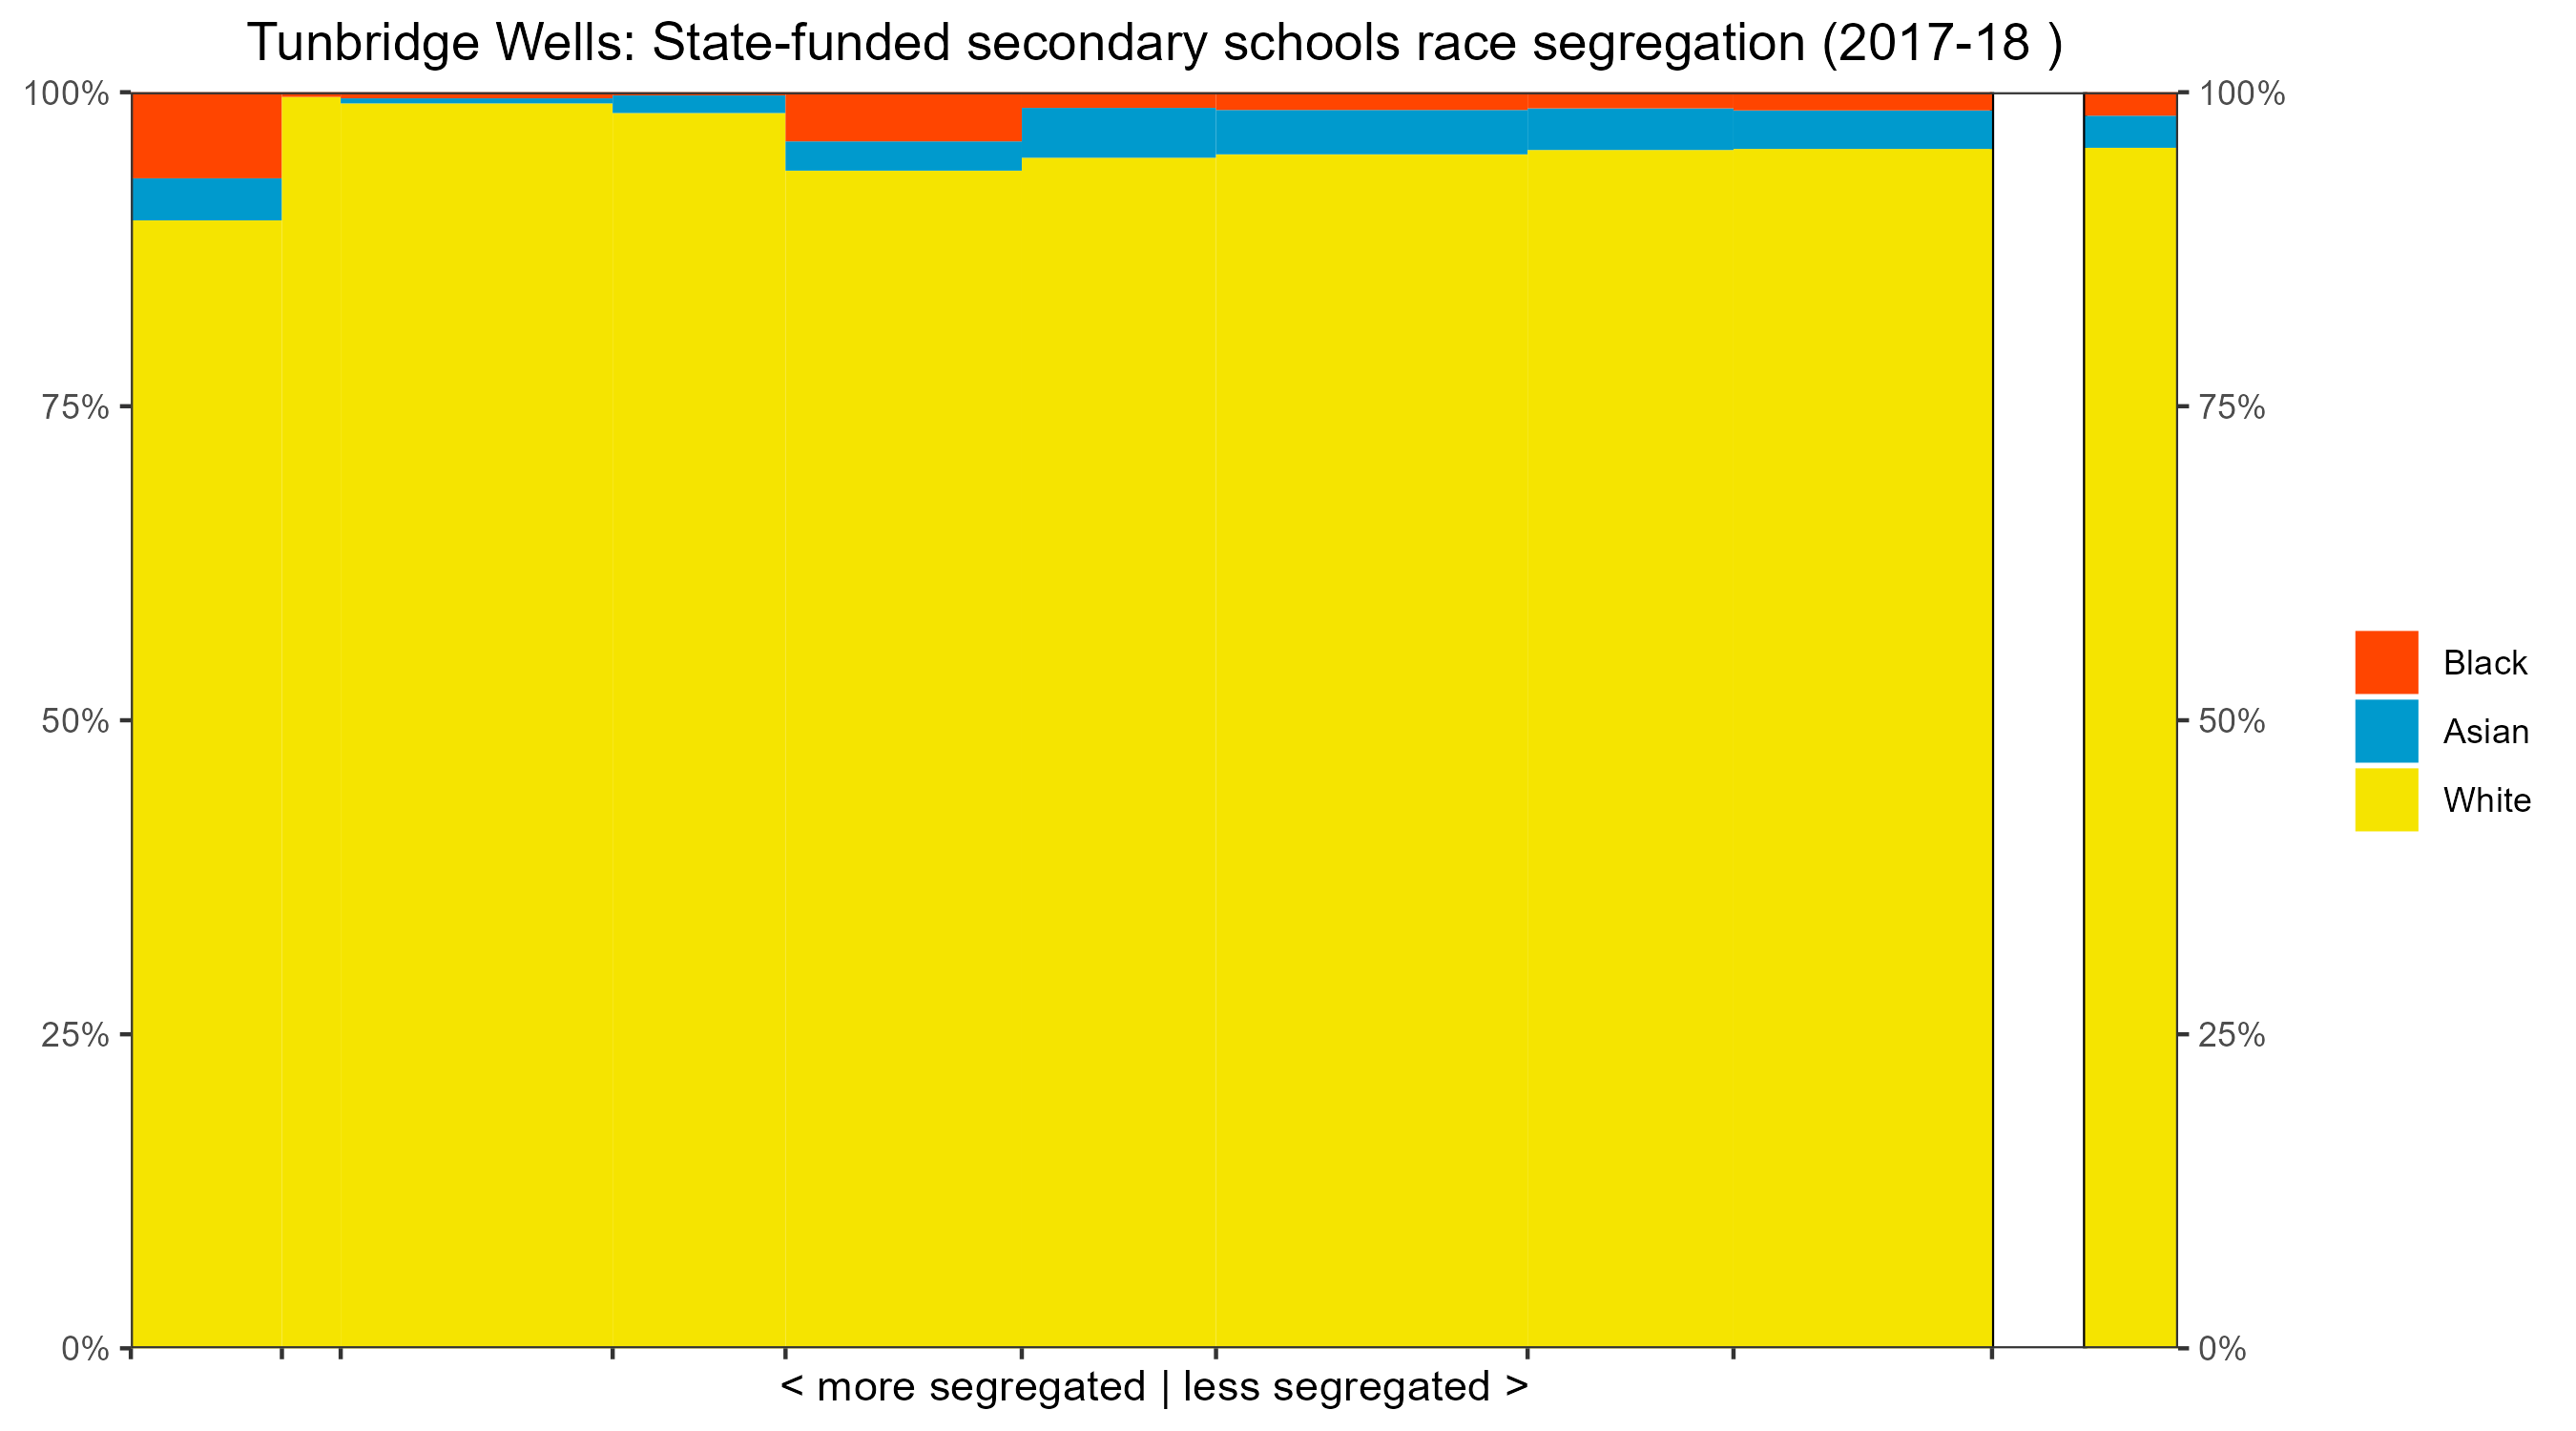 Tunbridge Wells: State-funded secondary schools race segregation (2017-18 )
100%
75%
50%
25%
0%
100%
75%
50%
25%
0%
Black
Asian
White
< more segregated | less segregated >